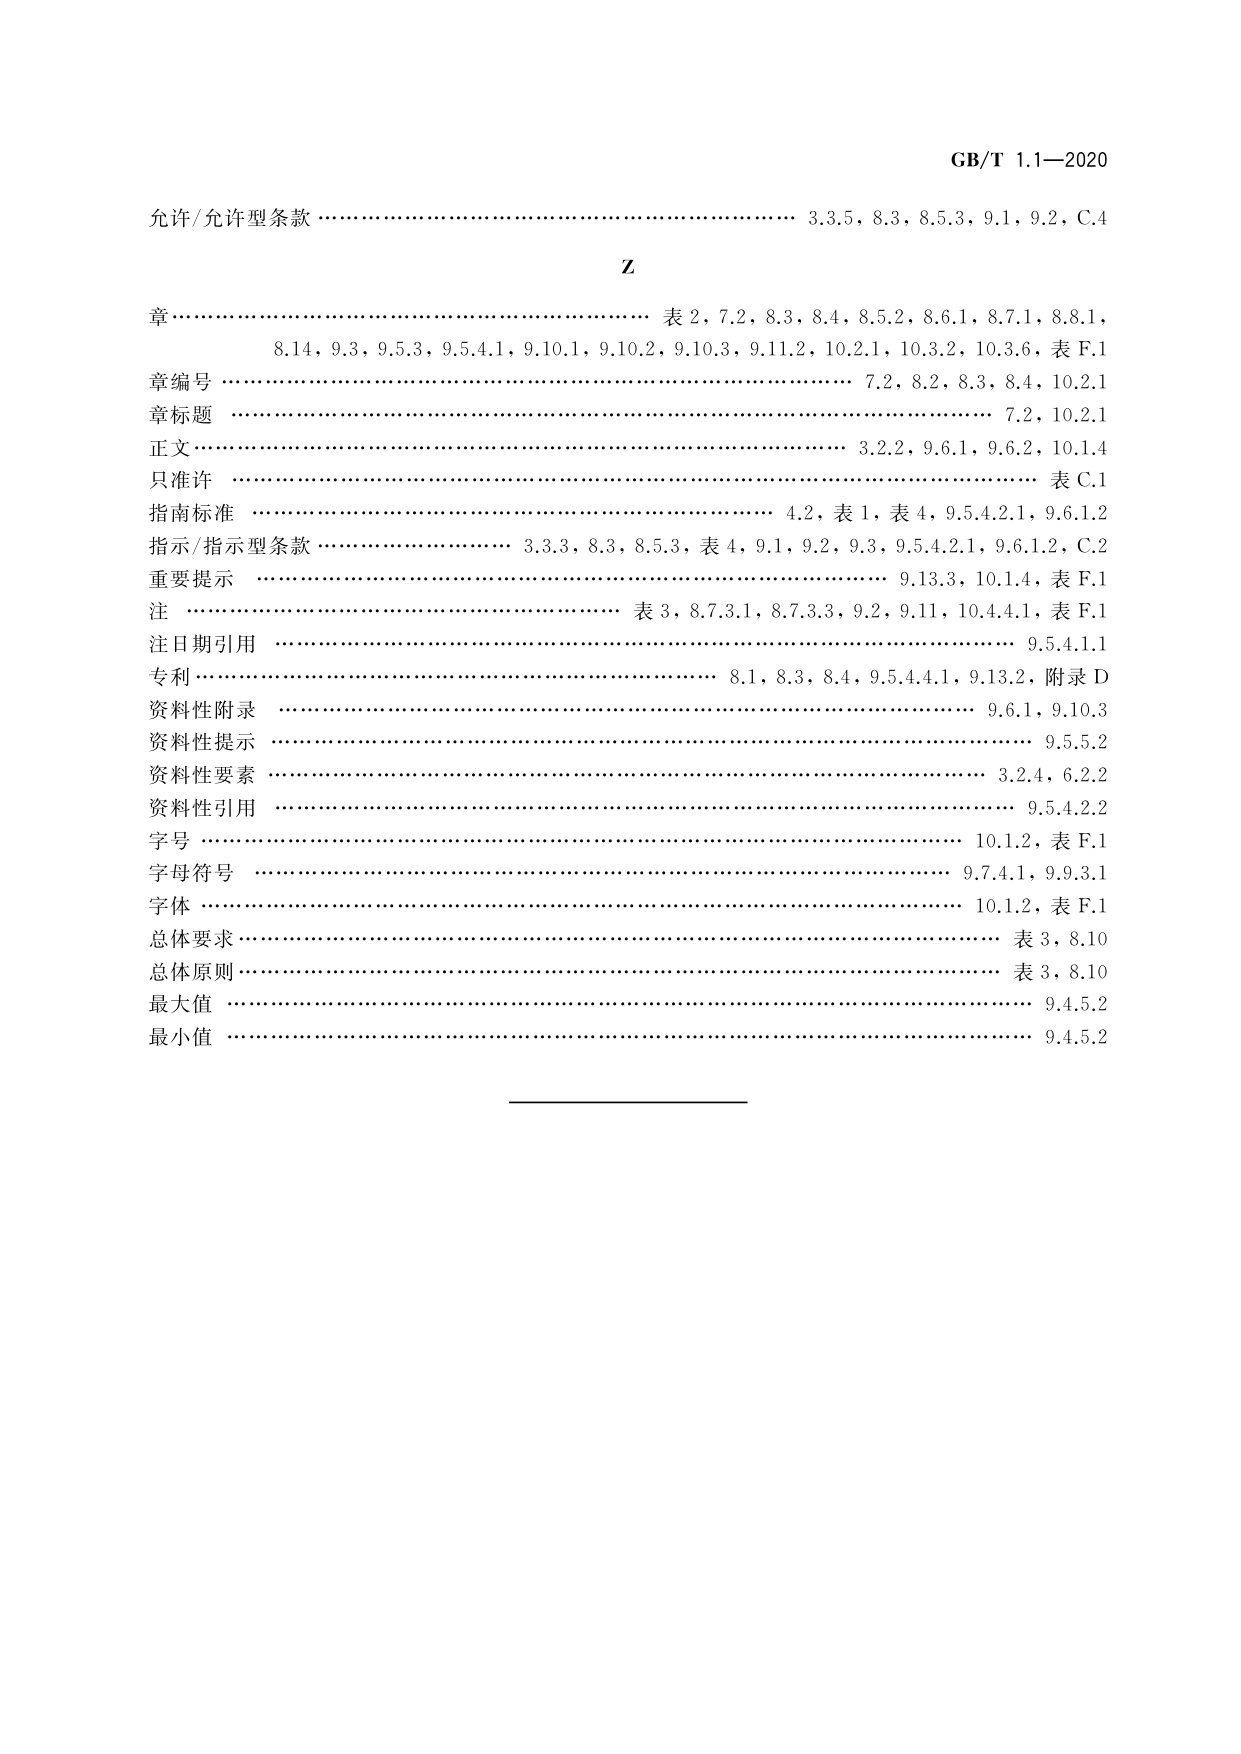 GB/T 1.1—2020
允许/允许型条款 …………………………………………………………… 3.3.5, 8.3, 8.5.3, 9.1, 9.2, C.4
Z
章………………………………………………………… 表 2, 7.2, 8.3, 8.4, 8.5.2, 8.6.1, 8.7.1, 8.8.1,
8.14, 9.3, 9.5.3, 9.5.4.1, 9.10.1, 9.10.2, 9.10.3, 9.11.2, 10.2.1, 10.3.2, 10.3.6, 表 F.1
章编号 …………………………………………………………………………… 7.2, 8.2, 8.3, 8.4, 10.2.1
章标题 …………………………………………………………………………………………… 7.2, 10.2.1
正文……………………………………………………………………………… 3.2.2, 9.6.1, 9.6.2, 10.1.4
只准许 ………………………………………………………………………………………………… 表 C.1
指南标准 ……………………………………………………………… 4.2, 表 1, 表 4, 9.5.4.2.1, 9.6.1.2
指示/指示型条款 ……………………… 3.3.3, 8.3, 8.5.3, 表 4, 9.1, 9.2, 9.3, 9.5.4.2.1, 9.6.1.2, C.2
重要提示 …………………………………………………………………………… 9.13.3, 10.1.4, 表 F.1
注 …………………………………………………… 表 3, 8.7.3.1, 8.7.3.3, 9.2, 9.11, 10.4.4.1, 表 F.1
注日期引用 ………………………………………………………………………………………… 9.5.4.1.1
专利……………………………………………………………… 8.1, 8.3, 8.4, 9.5.4.4.1, 9.13.2, 附录 D
资料性附录 …………………………………………………………………………………… 9.6.1, 9.10.3
资料性提示 …………………………………………………………………………………………… 9.5.5.2
资料性要素 ……………………………………………………………………………………… 3.2.4, 6.2.2
资料性引用 ………………………………………………………………………………………… 9.5.4.2.2
字号 …………………………………………………………………………………………… 10.1.2, 表 F.1
字母符号 …………………………………………………………………………………… 9.7.4.1, 9.9.3.1
字体 …………………………………………………………………………………………… 10.1.2, 表 F.1
总体要求…………………………………………………………………………………………… 表 3, 8.10
总体原则…………………………………………………………………………………………… 表 3, 8.10
最大值 ………………………………………………………………………………………………… 9.4.5.2
最小值 ………………………………………………………………………………………………… 9.4.5.2